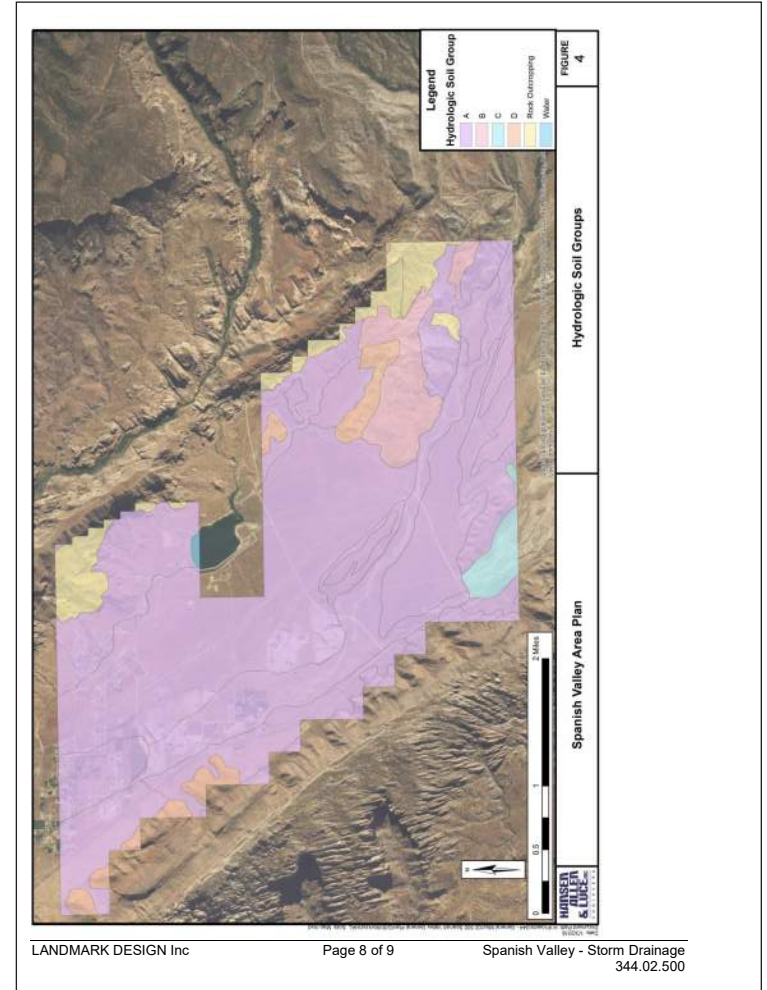 Legend
Hydrologic Soil Group
A
B
C
D
Rock Outcropping
Water
FIGURE
4
Hydrologic Soil Groups
Spanish Valley Area Plan
0
0.5
1
2 Miles
N
HANSEN
ALLEN
& LUCE INC
ENGINEERS
LANDMARK DESIGN Inc
Page 8 of 9
Spanish Valley - Storm Drainage
344.02.500